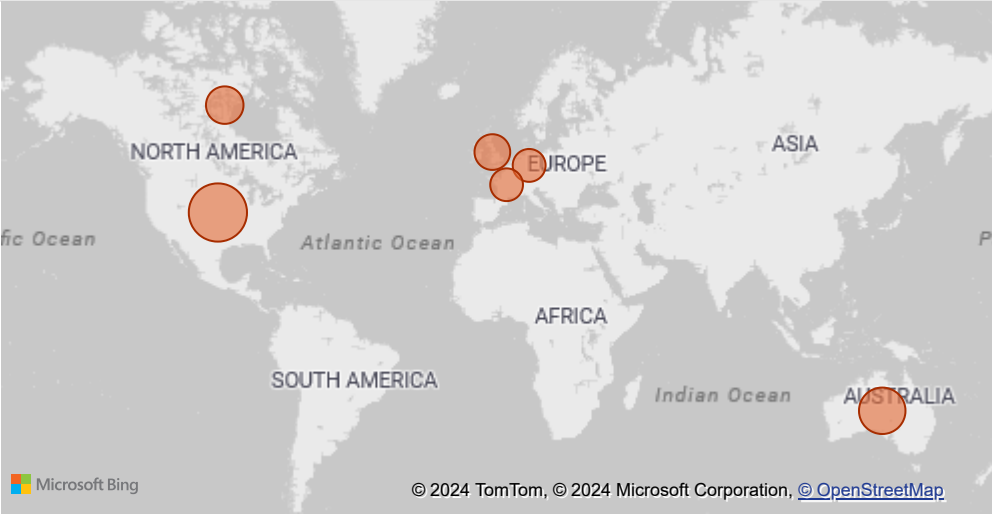 NORTH AMERICA
EUROPE
ASIA
fic Ocean
Atlantic Ocean
P
AFRICA
SOUTH AMERICA
Indian Ocean
AUSTRALIA
Microsoft Bing
© 2024 TomTom, © 2024 Microsoft Corporation, © OpenStreetMap